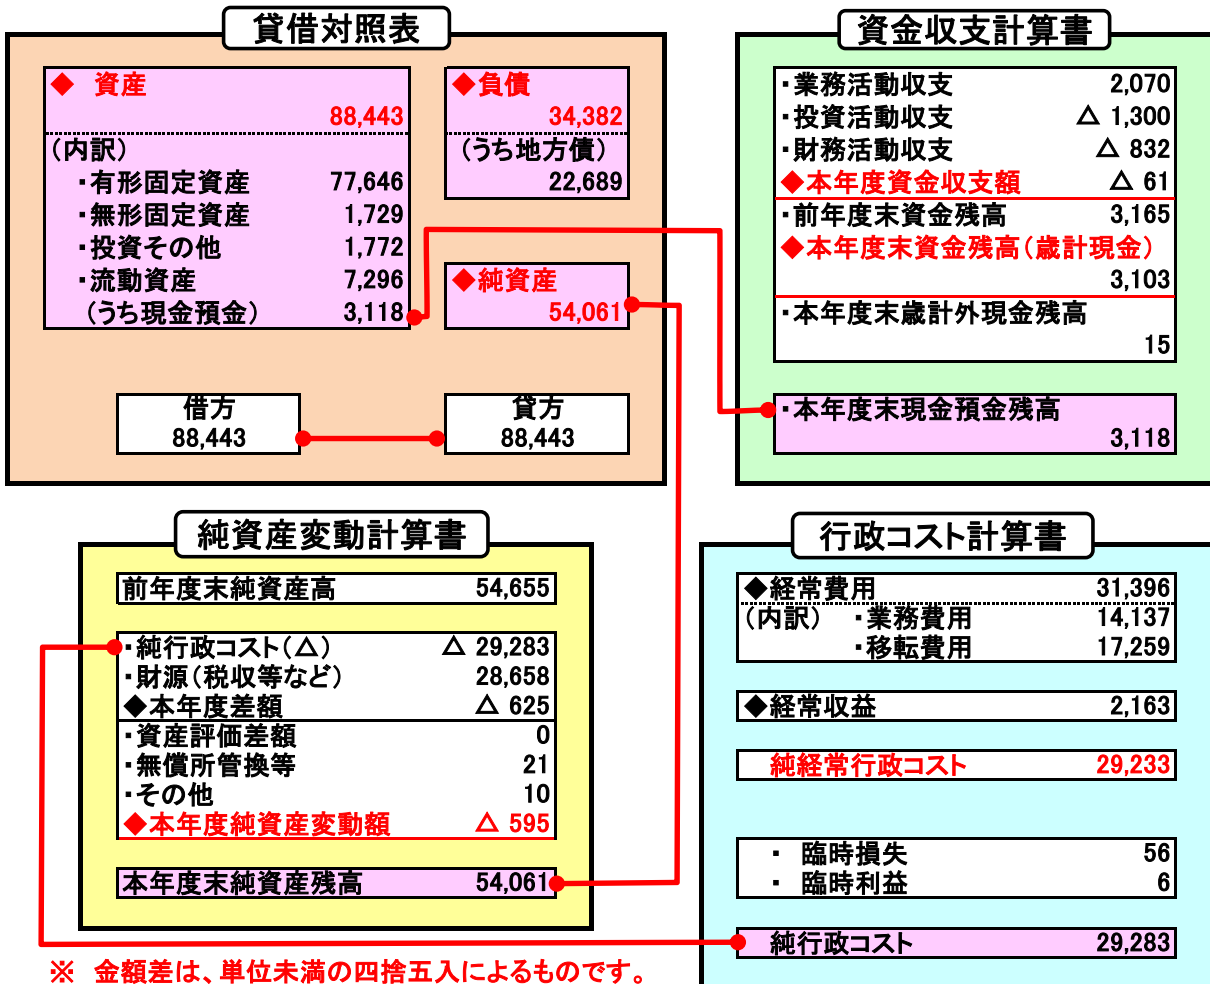 貸借対照表
◆ 資産
88,443
(内訳)
・有形固定資産 77,646
・無形固定資産 1,729
・投資その他 1,772
・流動資産 7,296
(うち現金預金) 3,118
◆負債
34,382
(うち地方債)
22,689
◆純資産
54,061
借方
88,443
貸方
88,443
資金収支計算書
・業務活動収支 2,070
・投資活動収支 △ 1,300
・財務活動収支 △ 832
◆本年度資金収支額 △ 61
・前年度末資金残高 3,165
◆本年度末資金残高(歳計現金)
3,103
・本年度末歳計外現金残高
15
・本年度末現金預金残高
3,118
純資産変動計算書
前年度末純資産高 54,655
・純行政コスト(△) △ 29,283
・財源(税収等など) 28,658
◆本年度差額 △ 625
・資産評価差額 0
・無償所管換等 21
・その他 10
◆本年度純資産変動額 △ 595
本年度末純資産残高 54,061
行政コスト計算書
◆経常費用 31,396
(内訳) ・業務費用 14,137
・移転費用 17,259
◆経常収益 2,163
純経常行政コスト 29,233
・ 臨時損失 56
・ 臨時利益 6
純行政コスト 29,283
※ 金額差は、単位未満の四捨五入によるものです。